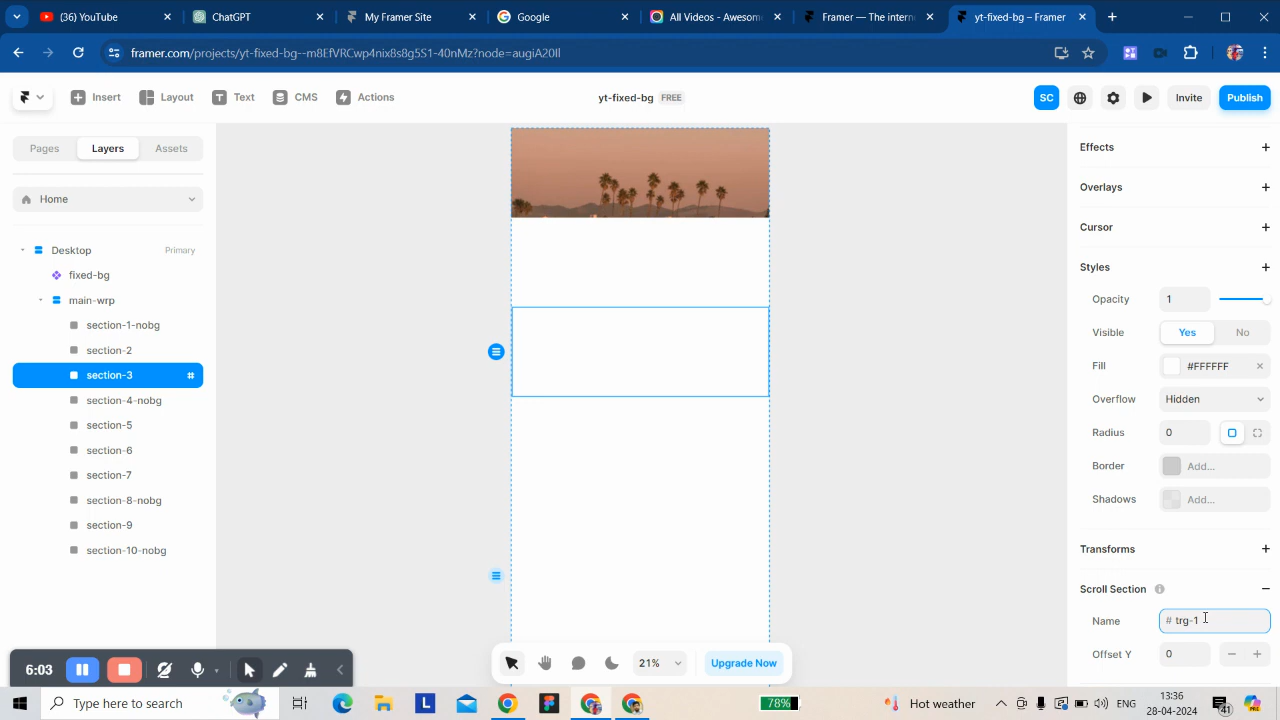 YouTube
ChatGPT
My Framer Site
Google
All Videos - Awesom
Framer — The intern
yt-fixed-bg – Framer
framer.com/projects/yt-fixed-bg--m8EfVRCwp4nix8s8g5S1-40nMz?node=augiA20Il
Insert
Layout
Text
CMS
Actions
yt-fixed-bg FREE
SC
Invite
Publish
Pages
Layers
Assets
Home
Desktop Primary
fixed-bg
main-wrp
section-1-nobg
section-2
section-3 #
section-4-nobg
section-5
section-6
section-7
section-8-nobg
section-9
section-10-nobg
Effects
Overlays
Cursor
Styles
Opacity 1
Visible Yes No
Fill #FFFFFF
Overflow Hidden
Radius 0
Border Add...
Shadows Add...
Transforms
Scroll Section
Name # trg-1
Offset Y 0
21%
Upgrade Now
6:03
here to search
L
78%
Hot weather
ENG
13:36
28-04-2024
41